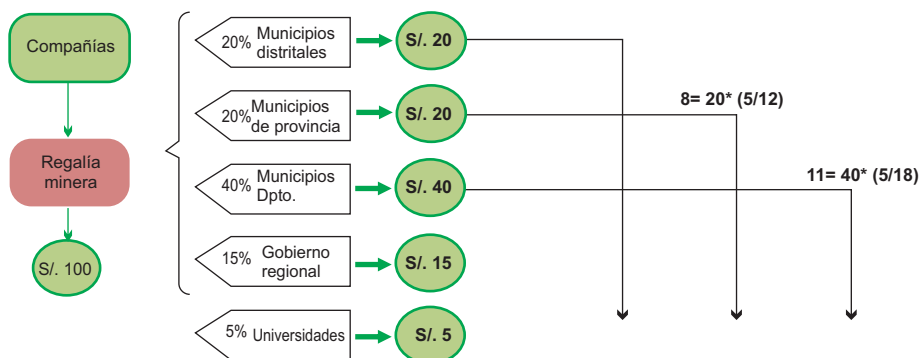 Compañías
Regalía
minera
S/. 100
20% Municipios
distritales
S/. 20
20% Municipios
de provincia
S/. 20
8= 20* (5/12)
40% Municipios
Dpto.
S/. 40
11= 40* (5/18)
15% Gobierno
regional
S/. 15
5% Universidades
S/. 5